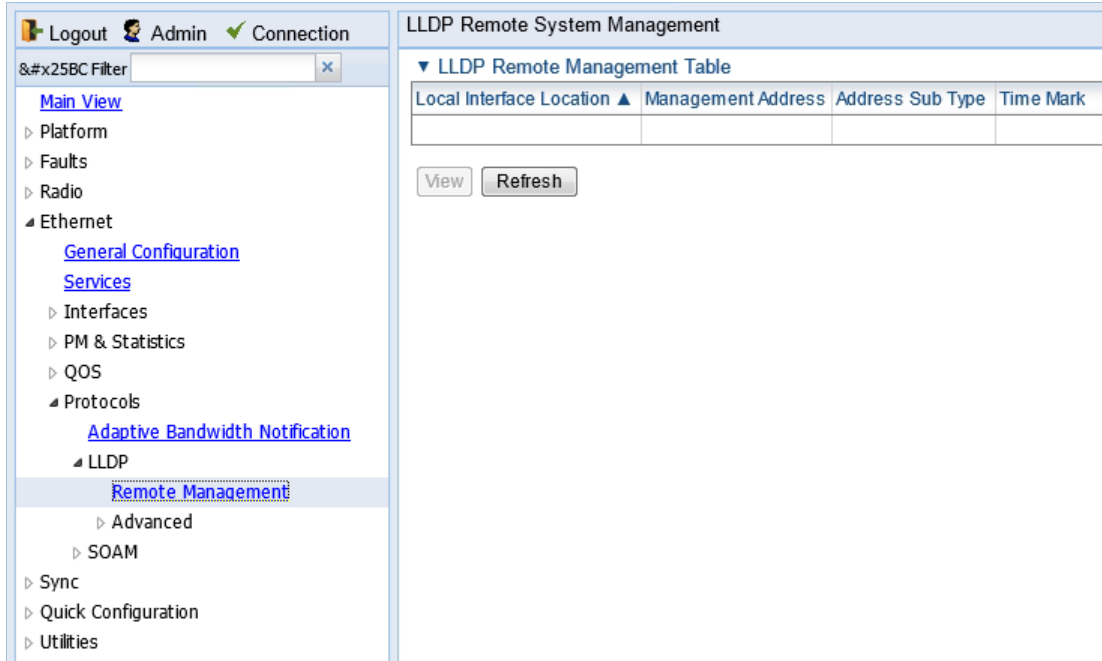 Logout Admin Connection
&#x25BC Filter
Main View
Platform
Faults
Radio
Ethernet
General Configuration
Services
Interfaces
PM & Statistics
QOS
Protocols
Adaptive Bandwidth Notification
LLDP
Remote Management
Advanced
SOAM
Sync
Quick Configuration
Utilities
LLDP Remote System Management
▼ LLDP Remote Management Table
Local Interface Location ▲ Management Address Address Sub Type Time Mark
View Refresh